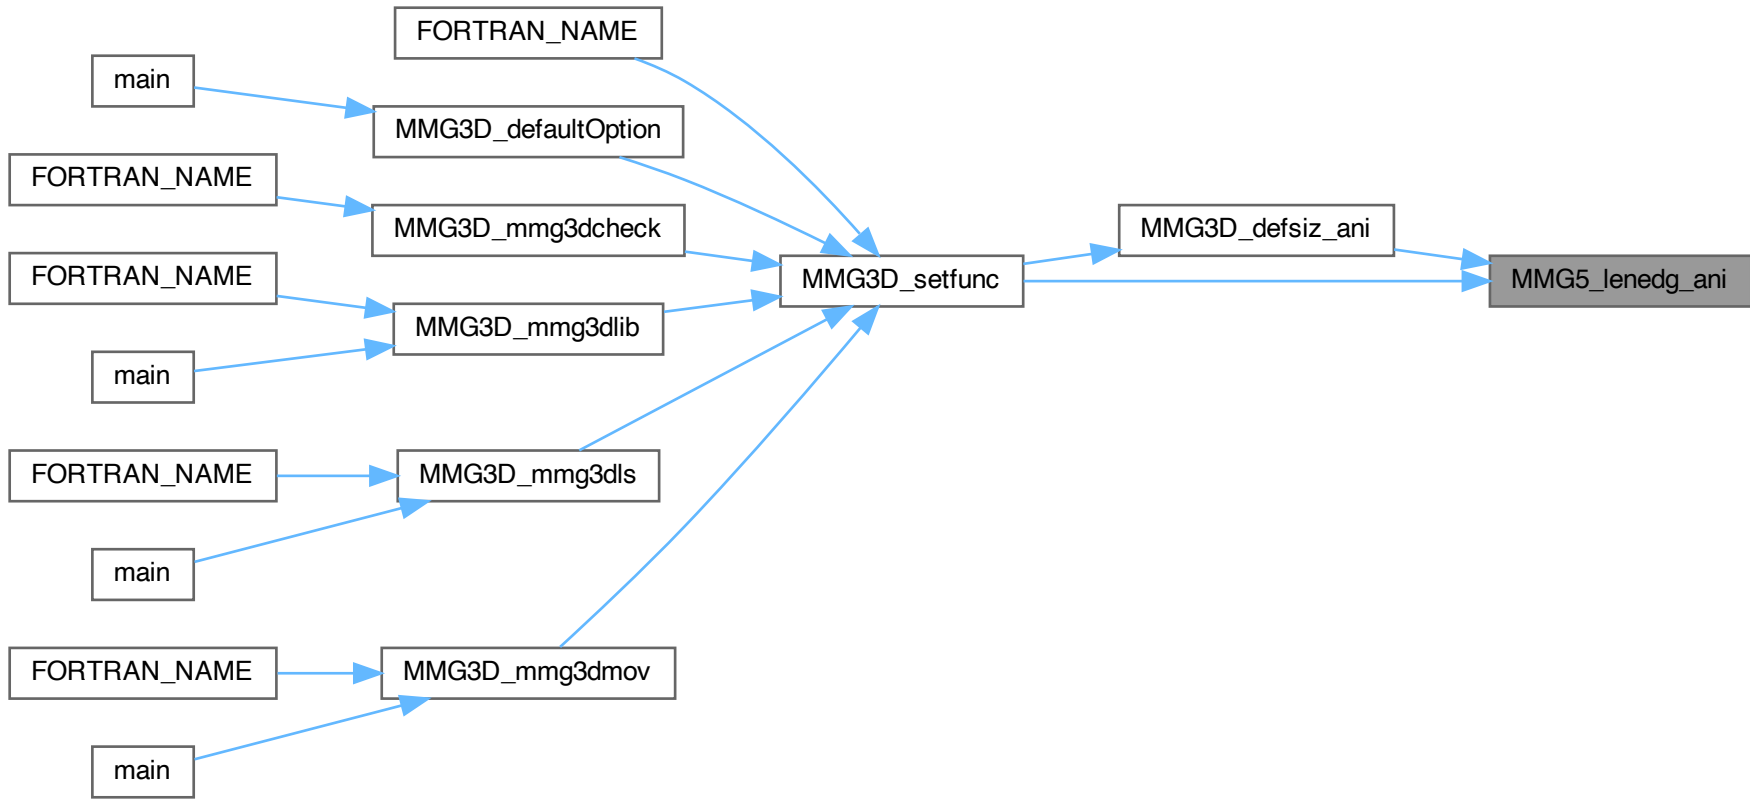 FORTRAN_NAME
main
MMG3D_defaultOption
FORTRAN_NAME
MMG3D_mmg3dcheck
MMG3D_defsiz_ani
FORTRAN_NAME
MMG3D_setfunc
MMG5_lenedg_ani
MMG3D_mmg3dlib
main
FORTRAN_NAME
MMG3D_mmg3dls
main
FORTRAN_NAME
MMG3D_mmg3dmov
main